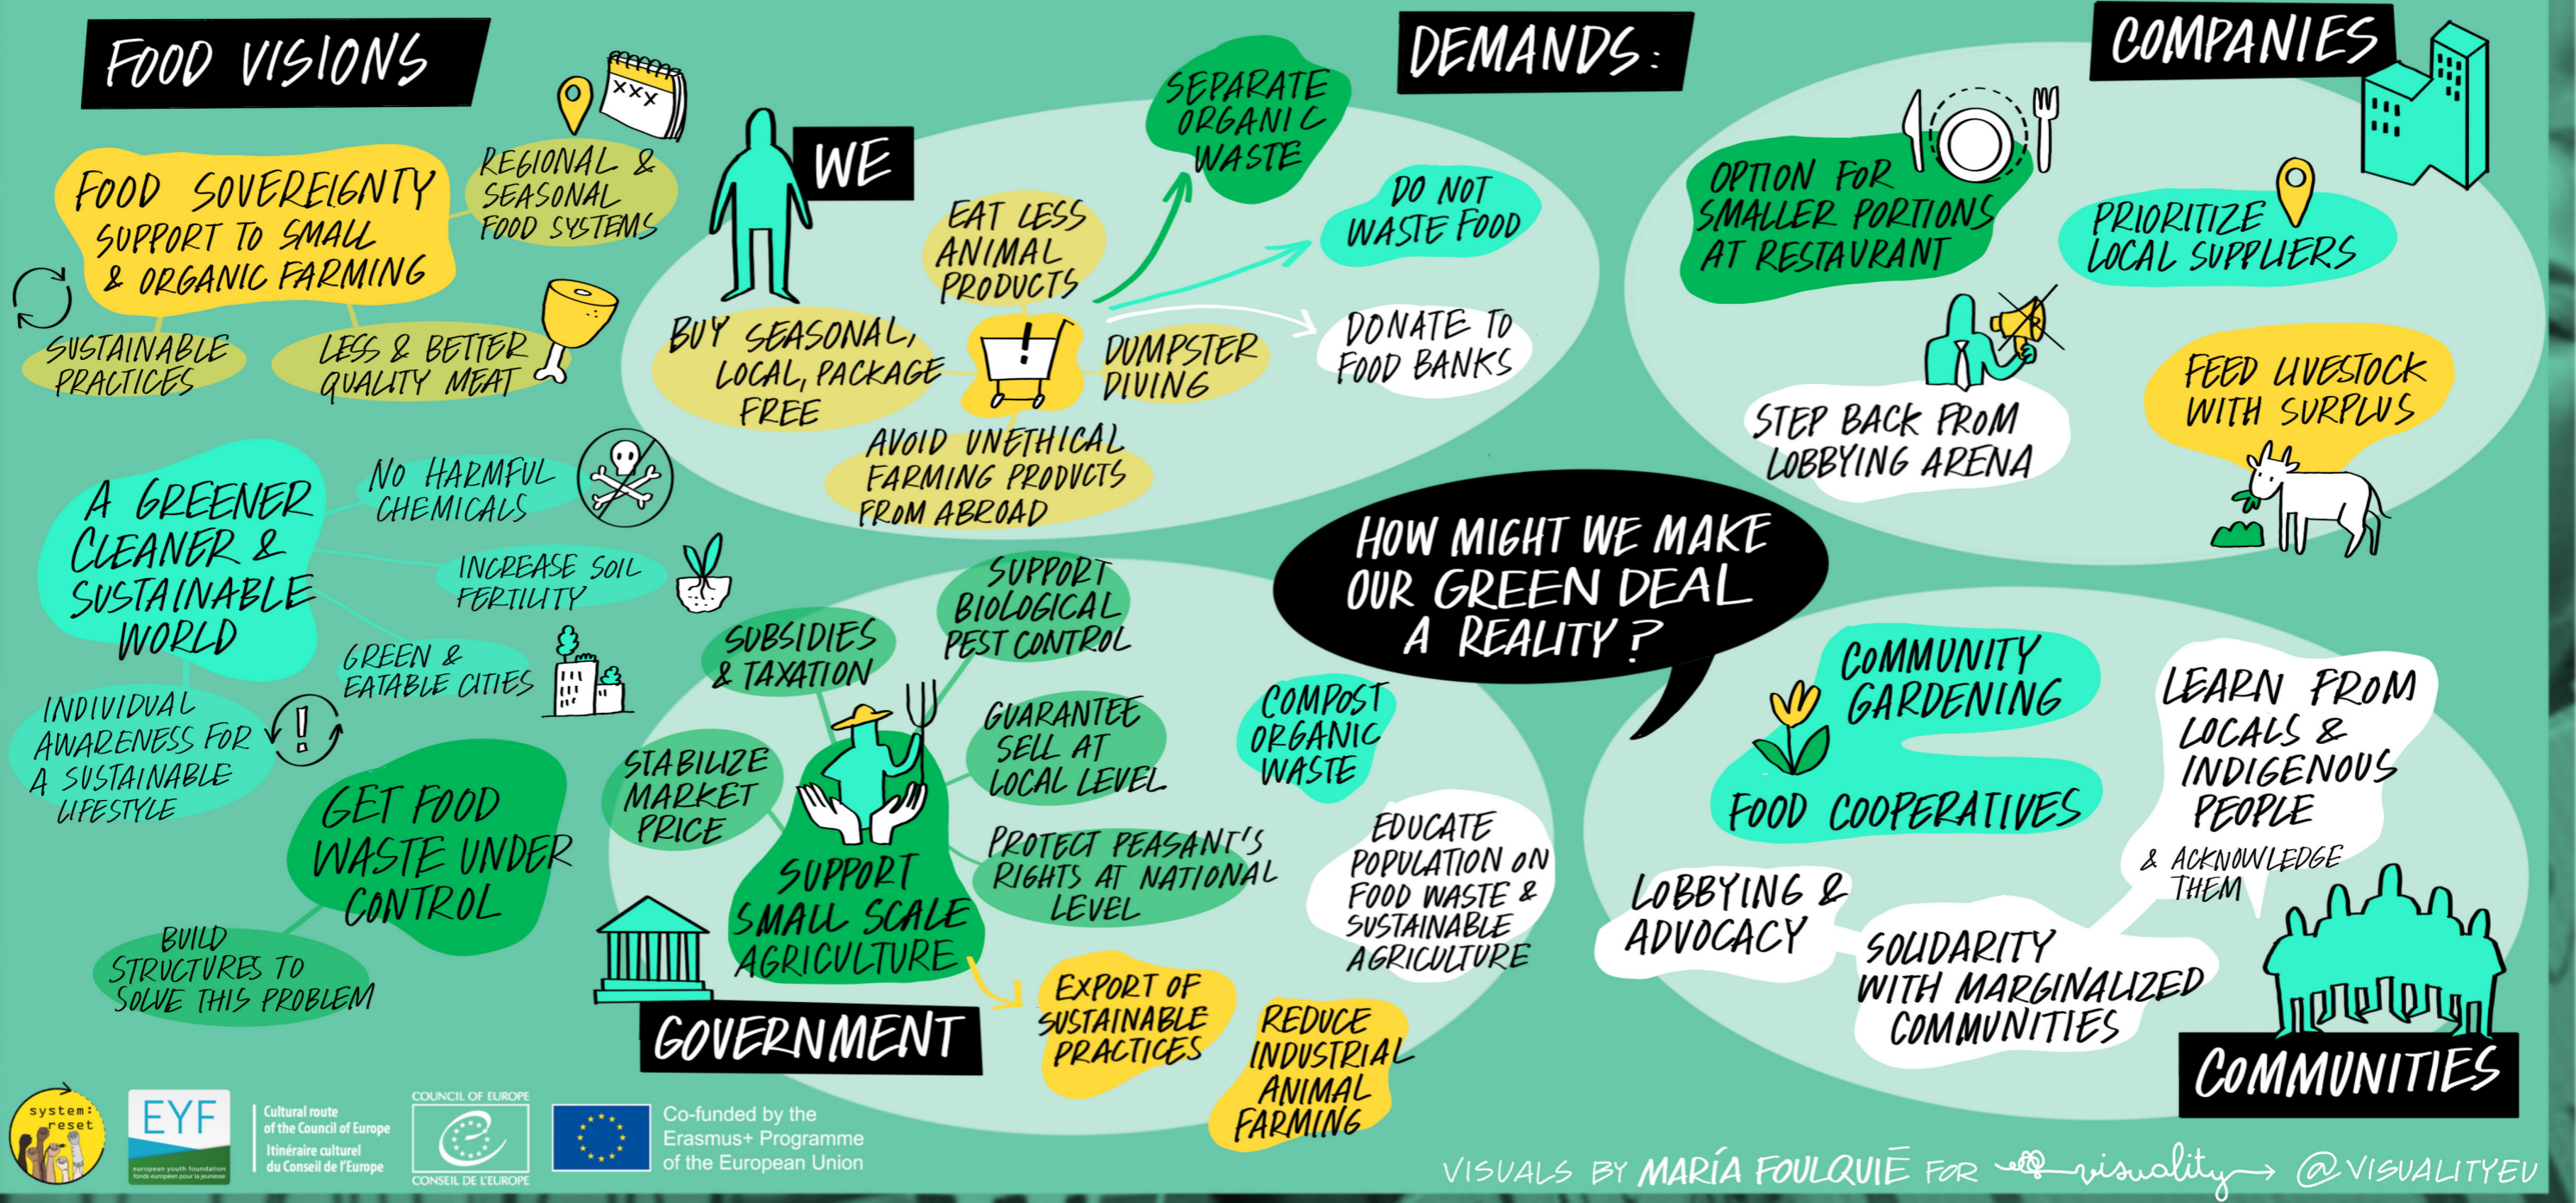 FOOD VISIONS
FOOD SOVEREIGNTY
SUPPORT TO SMALL
& ORGANIC FARMING
REGIONAL &
SEASONAL
FOOD SYSTEMS
XXX
SUSTAINABLE
PRACTICES
LESS & BETTER
QUALITY MEAT
A GREENER
CLEANER &
SUSTAINABLE
WORLD
NO HARMFUL
CHEMICALS
INCREASE SOIL
FERTILITY
GREEN &
EATABLE CITIES
INDIVIDUAL
AWARENESS FOR
A SUSTAINABLE
LIFESTYLE
!
GET FOOD
WASTE UNDER
CONTROL
BUILD
STRUCTURES TO
SOLVE THIS PROBLEM
DEMANDS:
WE
EAT LESS
ANIMAL
PRODUCTS
BUY SEASONAL,
LOCAL, PACKAGE
FREE
!
DUMPSTER
DIVING
AVOID UNETHICAL
FARMING PRODUCTS
FROM ABROAD
SEPARATE
ORGANIC
WASTE
DO NOT
WASTE FOOD
DONATE TO
FOOD BANKS
COMPANIES
OPTION FOR
SMALLER PORTIONS
AT RESTAURANT
PRIORITIZE
LOCAL SUPPLIERS
STEP BACK FROM
LOBBYING ARENA
FEED LIVESTOCK
WITH SURPLUS
HOW MIGHT WE MAKE
OUR GREEN DEAL
A REALITY?
GOVERNMENT
SUPPORT
SMALL SCALE
AGRICULTURE
STABILIZE
MARKET
PRICE
SUBSIDIES
& TAXATION
SUPPORT
BIOLOGICAL
PEST CONTROL
GUARANTEE
SELL AT
LOCAL LEVEL
PROTECT PEASANT'S
RIGHTS AT NATIONAL
LEVEL
EXPORT OF
SUSTAINABLE
PRACTICES
COMPOST
ORGANIC
WASTE
EDUCATE
POPULATION ON
FOOD WASTE &
SUSTAINABLE
AGRICULTURE
REDUCE
INDUSTRIAL
ANIMAL
FARMING
COMMUNITY
GARDENING
FOOD COOPERATIVES
LEARN FROM
LOCALS &
INDIGENOUS
PEOPLE
& ACKNOWLEDGE
THEM
LOBBYING &
ADVOCACY
SOLIDARITY
WITH MARGINALIZED
COMMUNITIES
COMMUNITIES
system:
reset
EYF
european youth foundation
fonds européen pour la jeunesse
Cultural route
of the Council of Europe
Itinéraire culturel
du Conseil de l'Europe
COUNCIL OF EUROPE
CONSEIL DE L'EUROPE
Co-funded by the
Erasmus+ Programme
of the European Union
VISUALS BY MARÍA FOULQUIÉ FOR visuality @VISUALITYEU